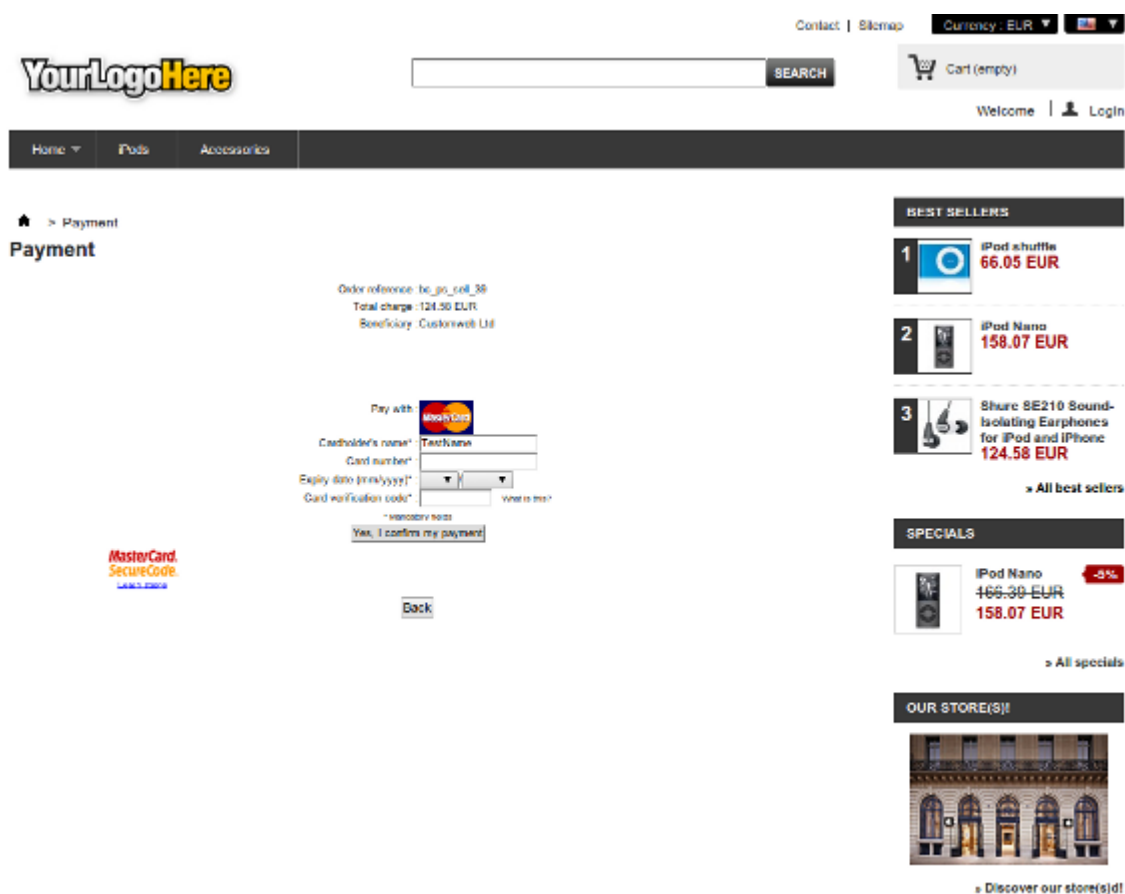 Contact | Sitemap Currency : EUR ▼
YourLogoHere
SEARCH
Cart (empty)
Welcome | Login
Home iPods Accessories
> Payment
Payment
Order reference : bc_ps_cell_39
Total charge : 124.58 EUR
Beneficiary : Customweb Ltd
Pay with :
MasterCard
Cardholder's name* : TestName
Card number* :
Expiry date (mm/yyyy)* : /
Card verification code* : What is this?
* Mandatory fields
Yes, I confirm my payment
MasterCard.
SecureCode.
Learn more
Back
BEST SELLERS
1 iPod shuffle
66.05 EUR
2 iPod Nano
158.07 EUR
3 Shure SE210 Sound-
Isolating Earphones
for iPod and iPhone
124.58 EUR
» All best sellers
SPECIALS
iPod Nano -5%
166.39 EUR
158.07 EUR
» All specials
OUR STORE(S)!
» Discover our store(s)d!